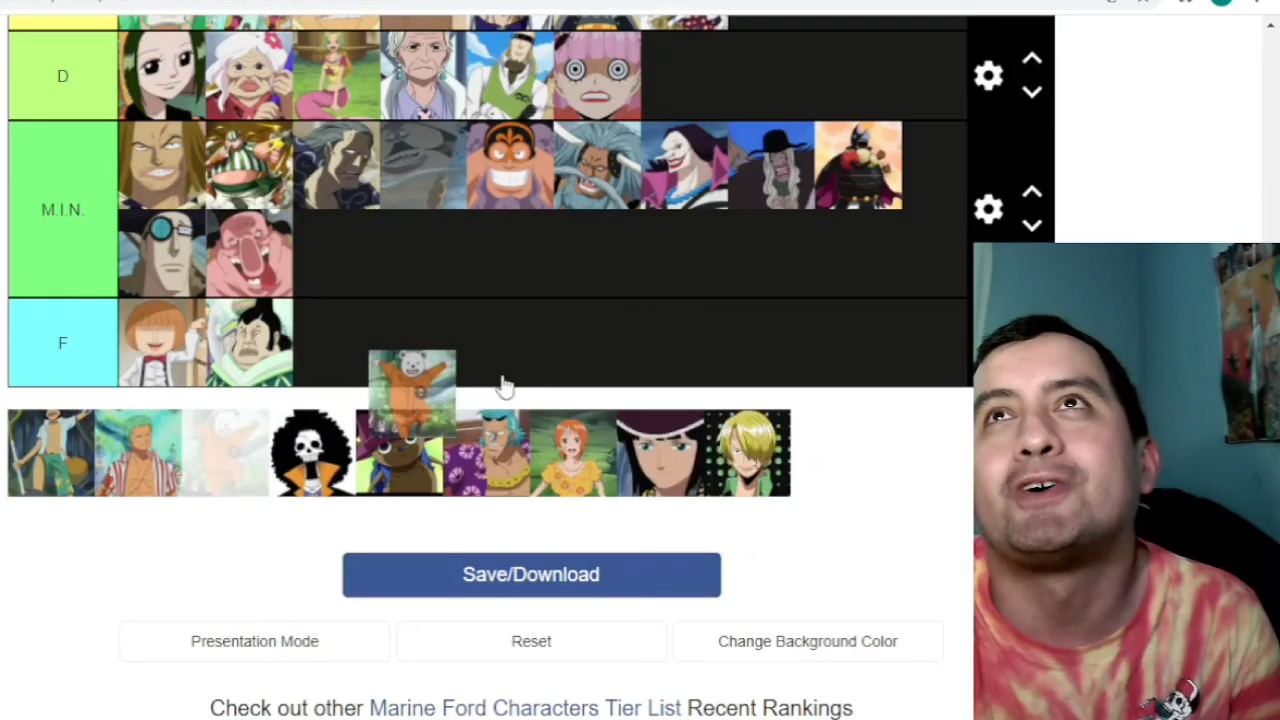 D
M.I.N.
F
Save/Download
Presentation Mode
Reset
Change Background Color
Check out other Marine Ford Characters Tier List Recent Rankings